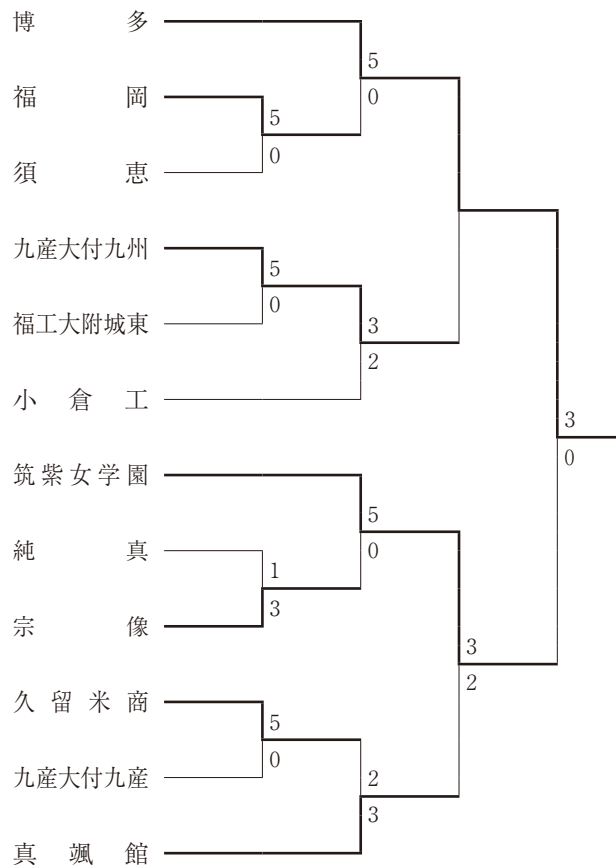 博多
5
福岡
0
5
0
須恵
九産大付九州
5
0
福工大附城東
3
2
小倉工
3
0
筑紫女学園
5
純真
0
1
3
宗像
3
2
久留米商
5
0
九産大付九産
2
3
真颯館